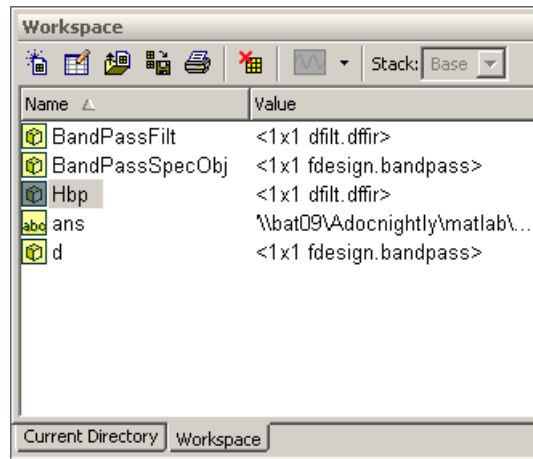 Workspace
Stack: Base
Name Value
BandPassFilt <1x1 dfilt.dffir>
BandPassSpecObj <1x1 fdesign.bandpass>
Hbp <1x1 dfilt.dffir>
abc ans '\\bat09\Adocnightly\matlab\...
d <1x1 fdesign.bandpass>
Current Directory Workspace